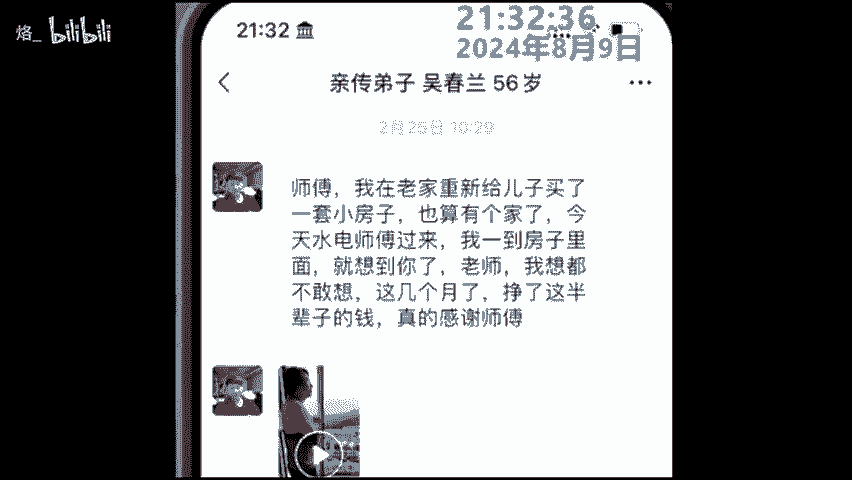 烙_ bilibili
21:32:36
2024年8月9日
21:32
亲传弟子 吴春兰 56 岁
2月25日 10:29
师傅，我在老家重新给儿子买了
一套小房子，也算有个家了，今
天水电师傅过来，我一到房子里
面，就想到你了，老师，我想都
不敢想，这几个月了，挣了这半
辈子的钱，真的感谢师傅